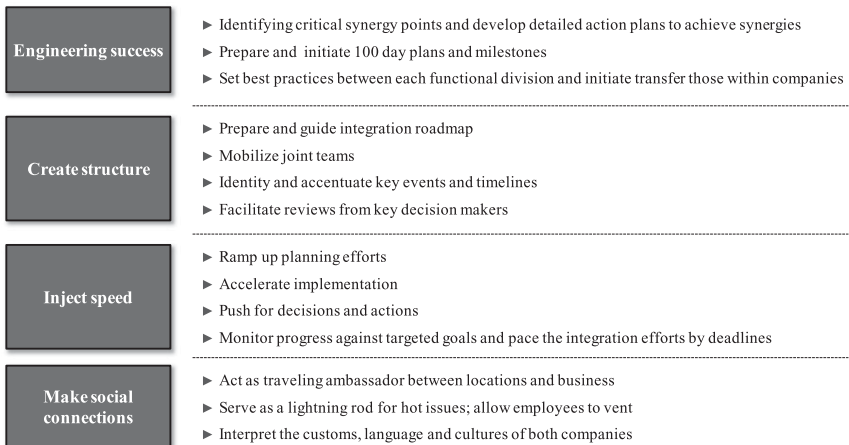 Engineering success
► Identifying critical synergy points and develop detailed action plans to achieve synergies
► Prepare and initiate 100 day plans and milestones
► Set best practices between each functional division and initiate transfer those within companies
Create structure
► Prepare and guide integration roadmap
► Mobilize joint teams
► Identity and accentuate key events and timelines
► Facilitate reviews from key decision makers
Inject speed
► Ramp up planning efforts
► Accelerate implementation
► Push for decisions and actions
► Monitor progress against targeted goals and pace the integration efforts by deadlines
Make social
connections
► Act as traveling ambassador between locations and business
► Serve as a lightning rod for hot issues; allow employees to vent
► Interpret the customs, language and cultures of both companies